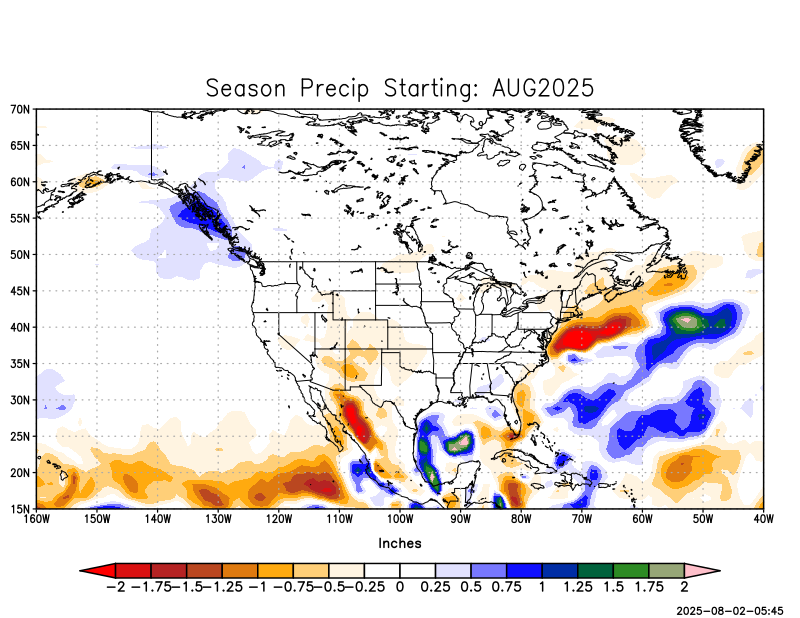 Season Precip Starting: AUG2025
70N
65N
60N
55N
50N
45N
40N
35N
30N
25N
20N
15N
160W 150W 140W 130W 120W 110W 100W 90W 80W 70W 60W 50W 40W
Inches
−2 −1.75 −1.5 −1.25 −1 −0.75 −0.5 −0.25 0 0.25 0.5 0.75 1 1.25 1.5 1.75 2
2025-08-02-05:45